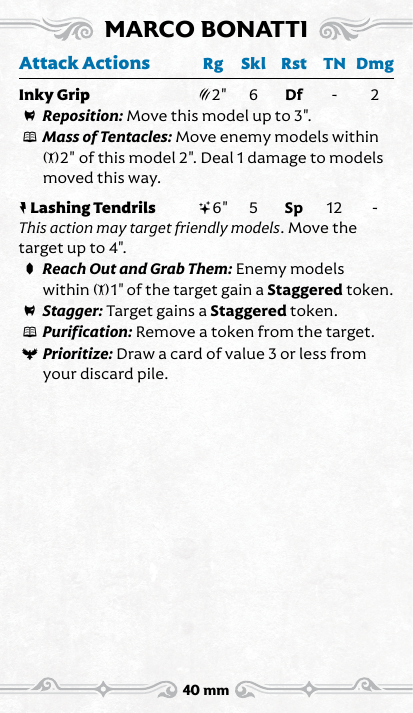 MARCO BONATTI
Attack Actions Rg Skl Rst TN Dmg
Inky Grip 2" 6 Df - 2
Reposition: Move this model up to 3".
Mass of Tentacles: Move enemy models within
2" of this model 2". Deal 1 damage to models
moved this way.
Lashing Tendrils 6" 5 Sp 12 -
This action may target friendly models. Move the
target up to 4".
Reach Out and Grab Them: Enemy models
within 1" of the target gain a Staggered token.
Stagger: Target gains a Staggered token.
Purification: Remove a token from the target.
Prioritize: Draw a card of value 3 or less from
your discard pile.
40 mm